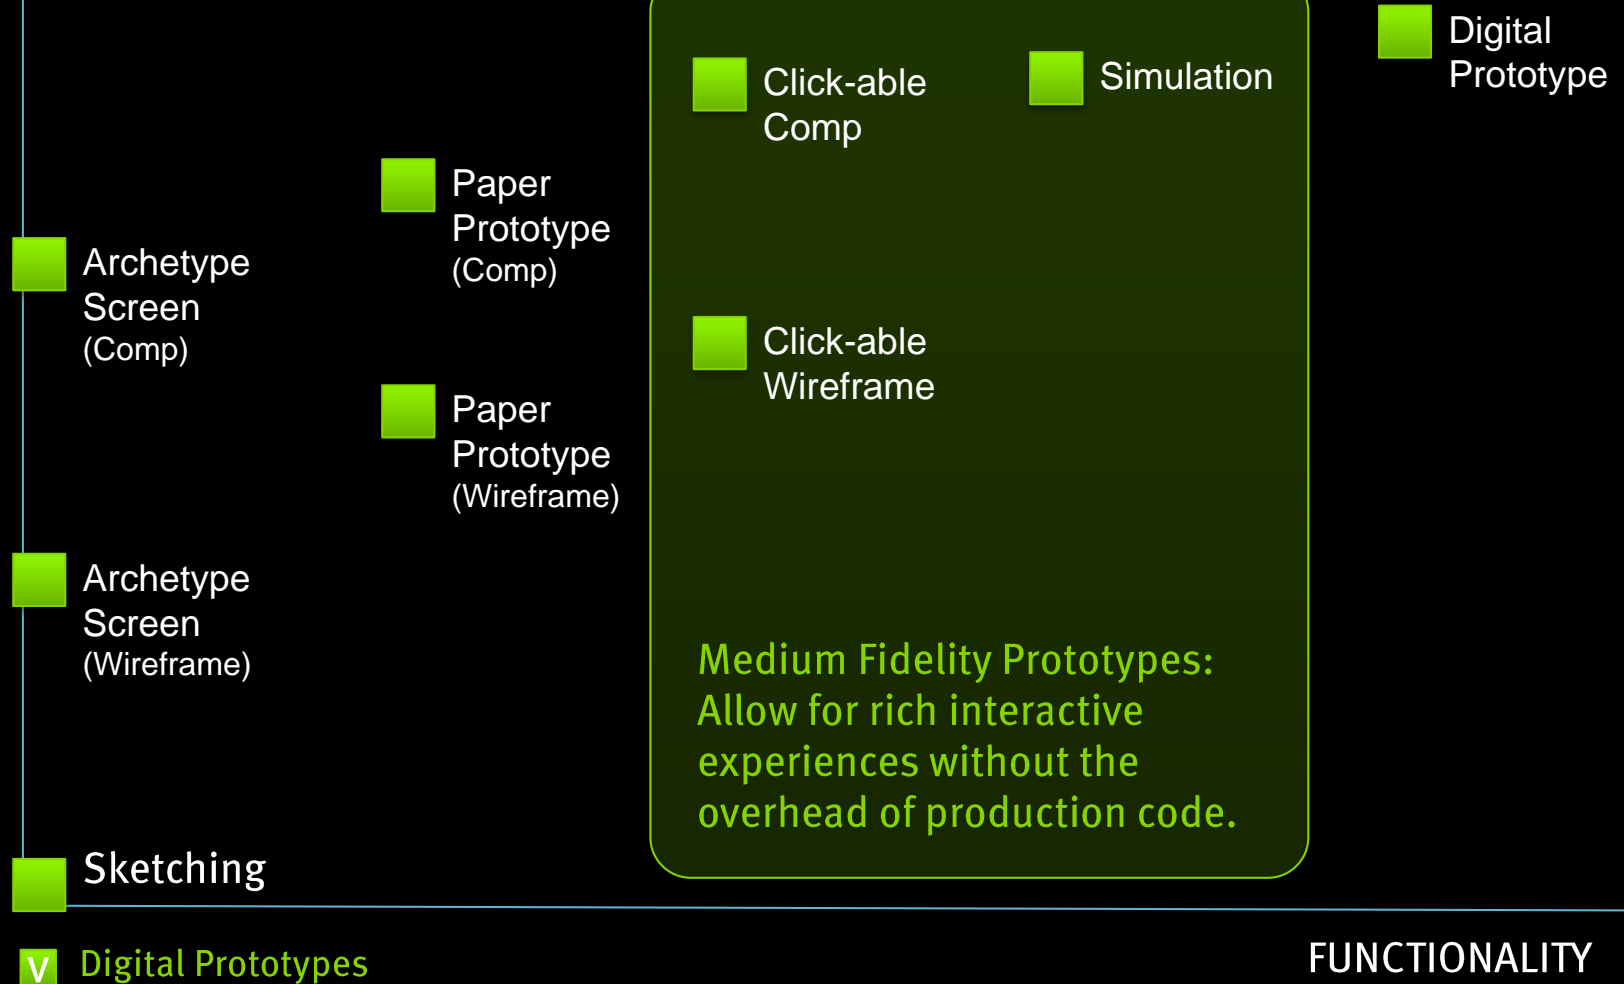 Digital
Prototype
Click-able
Comp
Simulation
Paper
Prototype
(Comp)
Archetype
Screen
(Comp)
Click-able
Wireframe
Paper
Prototype
(Wireframe)
Archetype
Screen
(Wireframe)
Medium Fidelity Prototypes:
Allow for rich interactive
experiences without the
overhead of production code.
Sketching
FUNCTIONALITY
V Digital Prototypes